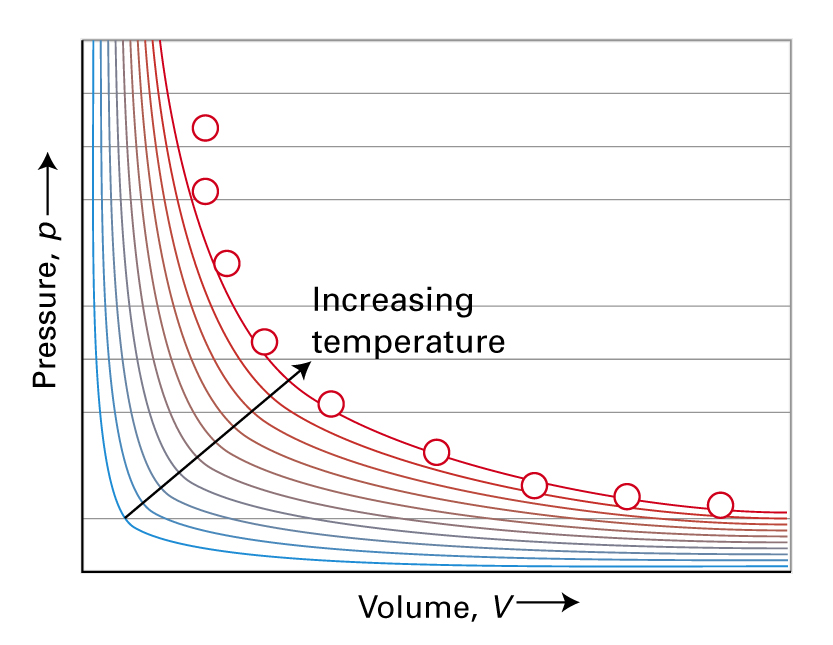 Pressure, p
Increasing
temperature
Volume, V